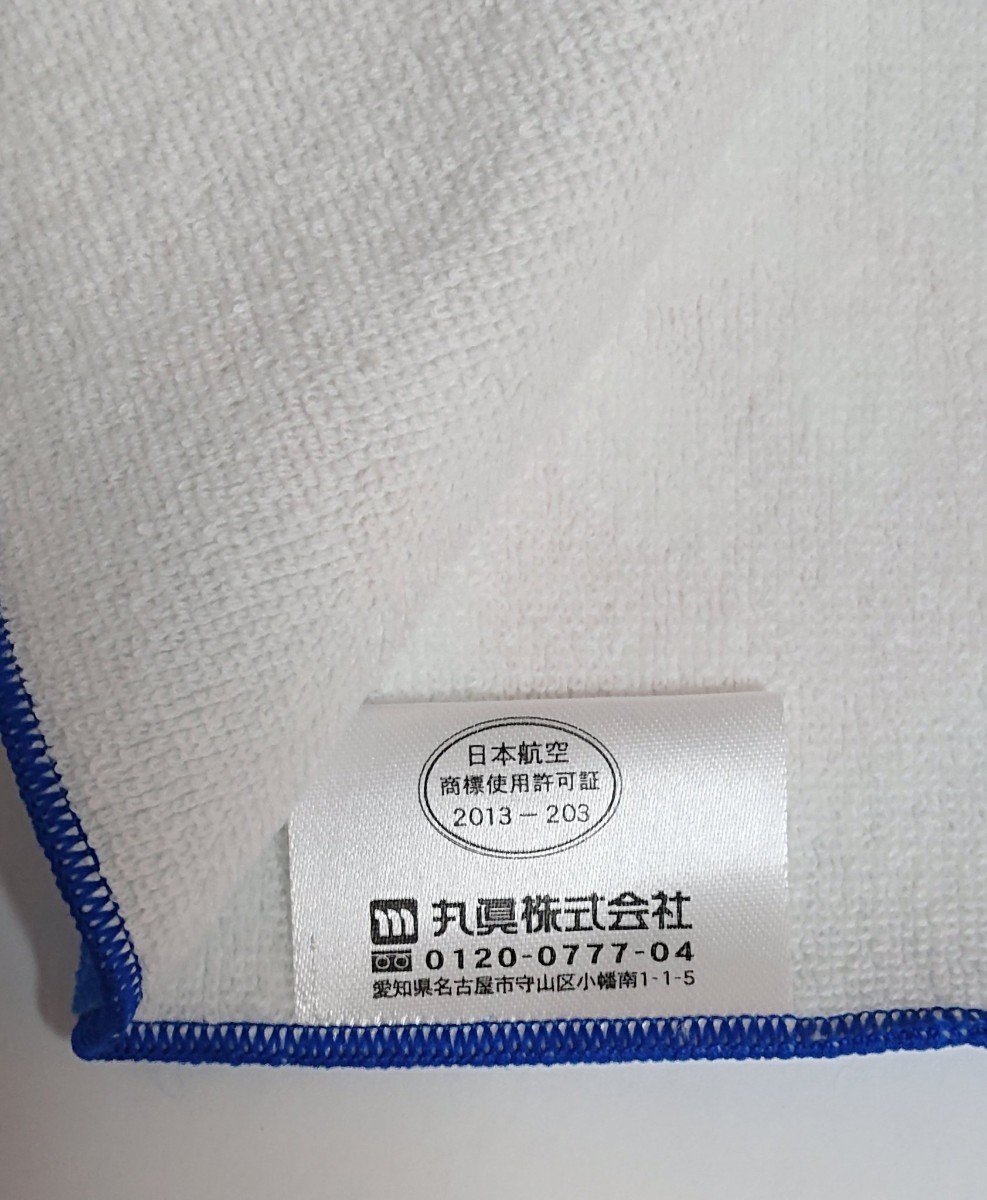 日本航空
商標使用許可証
2013－203
m 丸眞株式会社
0120-0777-04
愛知県名古屋市守山区小幡南1-1-5